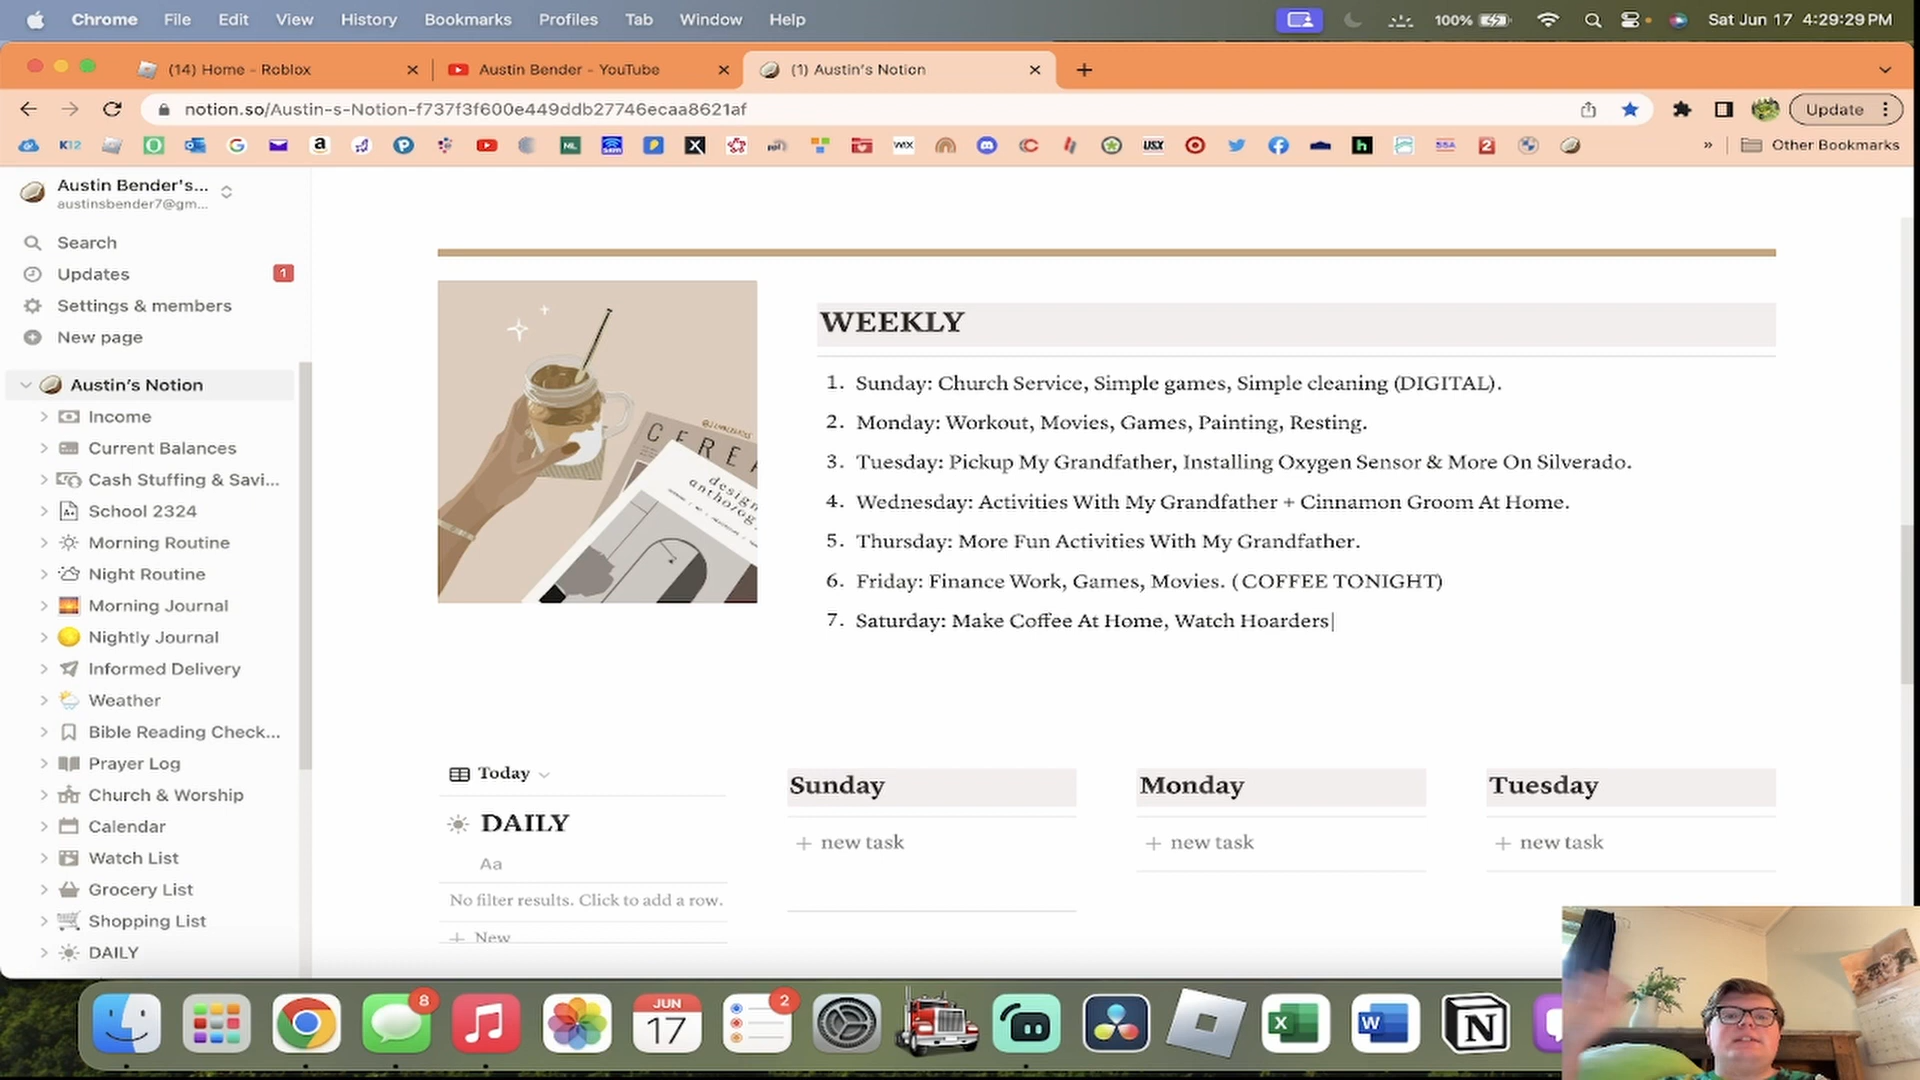 Chrome File Edit View History Bookmarks Profiles Tab Window Help 100% Sat Jun 17 4:29:29 PM
(14) Home - Roblox Austin Bender - YouTube (1) Austin's Notion
notion.so/Austin-s-Notion-f737f3f600e449ddb27746ecaa8621af Update
K12 WIX USX SSA 2 » Other Bookmarks
Austin Bender's...
austinsbender7@gm...
Search
Updates 1
Settings & members
New page
Austin's Notion
Income
Current Balances
Cash Stuffing & Savi...
School 2324
Morning Routine
Night Routine
Morning Journal
Nightly Journal
Informed Delivery
Weather
Bible Reading Check...
Prayer Log
Church & Worship
Calendar
Watch List
Grocery List
Shopping List
DAILY
CEREA
WEEKLY
1. Sunday: Church Service, Simple games, Simple cleaning (DIGITAL).
2. Monday: Workout, Movies, Games, Painting, Resting.
3. Tuesday: Pickup My Grandfather, Installing Oxygen Sensor & More On Silverado.
4. Wednesday: Activities With My Grandfather + Cinnamon Groom At Home.
5. Thursday: More Fun Activities With My Grandfather.
6. Friday: Finance Work, Games, Movies. (COFFEE TONIGHT)
7. Saturday: Make Coffee At Home, Watch Hoarders
Today
DAILY
Aa
No filter results. Click to add a row.
+ New
Sunday
+ new task
Monday
+ new task
Tuesday
+ new task
8 JUN 17 2 X W N